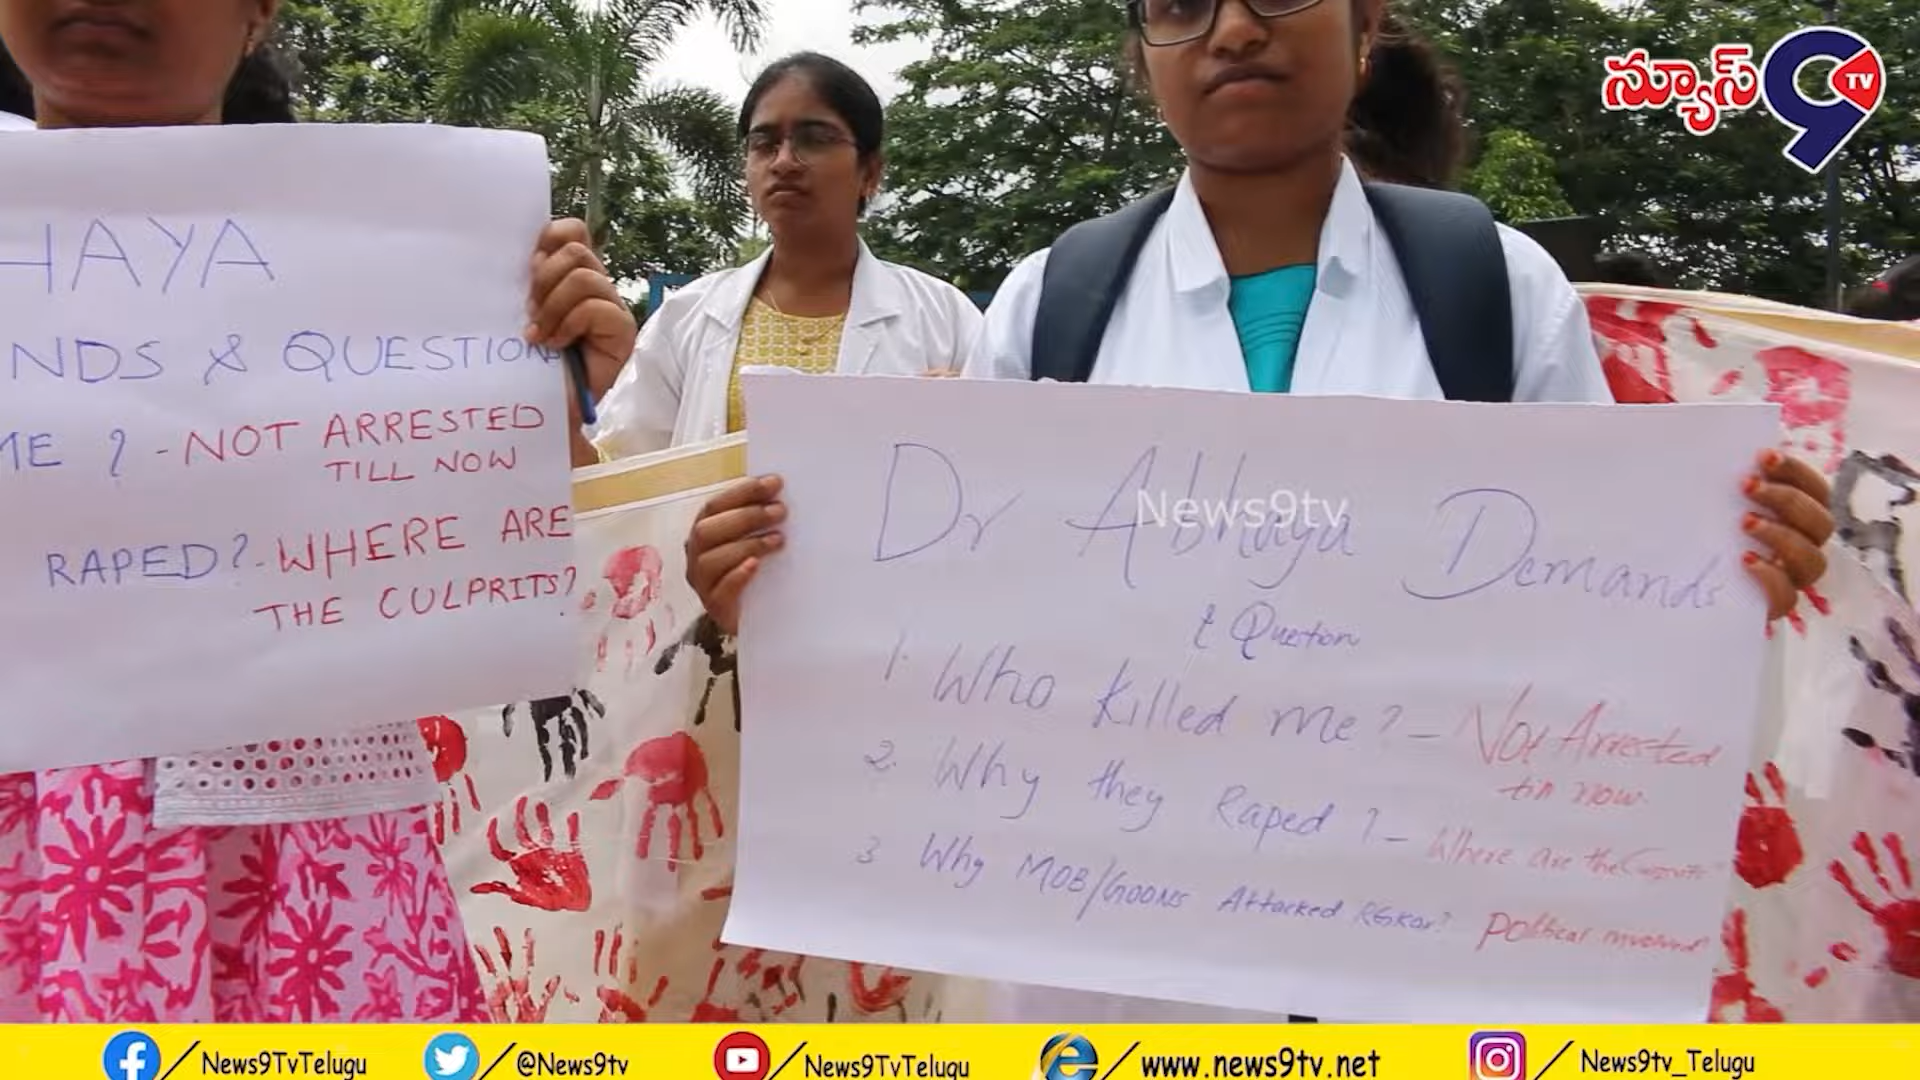 న్యూస్ 9 TV
HAYA
NDS & QUESTION
ME ? - NOT ARRESTED
TILL NOW
RAPED? - WHERE ARE
THE CULPRITS?
News9tv
Dr Abhaya Demands
& Question
1. Who killed me? - Not Arrested
till now.
2. Why they Raped ? - Where are the
3 Why MOB/GOONS Attacked RGKar? Political
News9TvTelugu
@News9tv
News9TvTelugu
www.news9tv.net
News9tv_Telugu